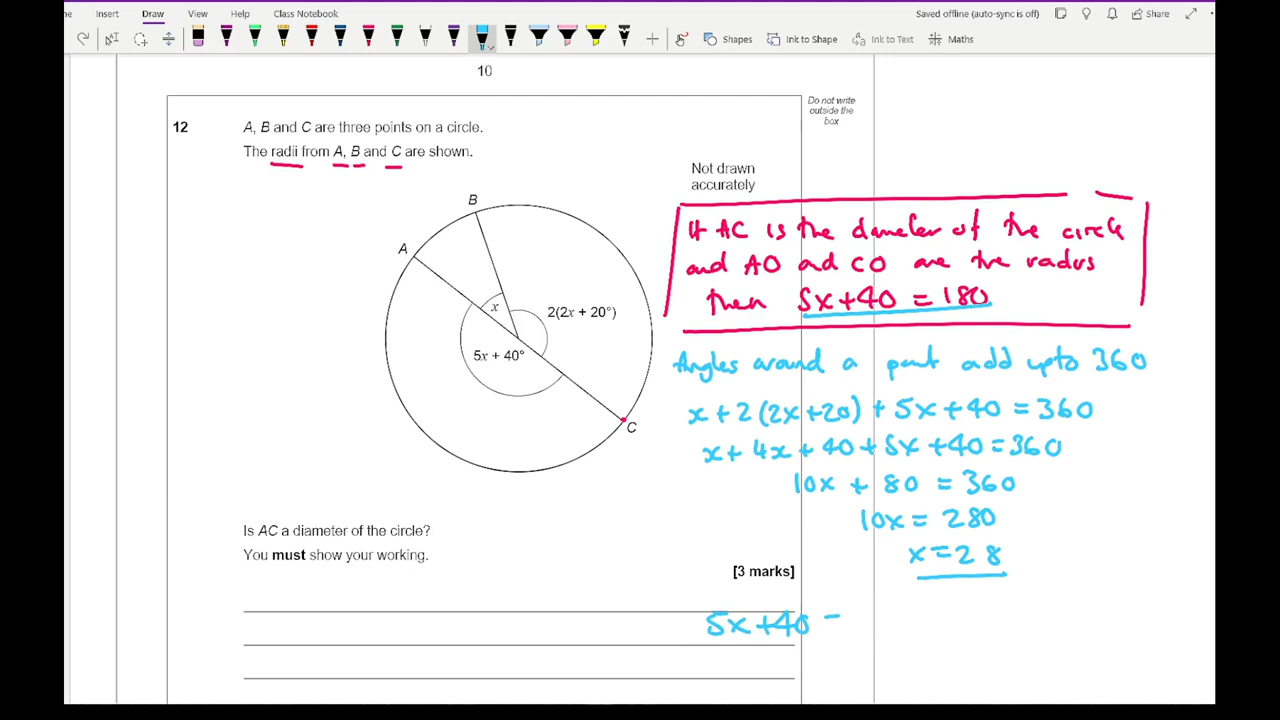 Insert Draw View Help Class Notebook Saved offline (auto-sync is off) Share
Shapes Ink to Shape Ink to Text Maths
10
Do not write
outside the
box
12 A, B and C are three points on a circle.
The radii from A, B and C are shown.
Not drawn
accurately
B
A
x
2(2x + 20°)
5x + 40°
C
If AC is the diameter of the circle
and AO and CO are the radius
then 5x+40 = 180
Angles around a point add upto 360
x + 2(2x+20) + 5x+40 = 360
x + 4x + 40 + 5x + 40 = 360
10x + 80 = 360
10x = 280
x = 28
Is AC a diameter of the circle?
You must show your working.
[3 marks]
5x +40 -